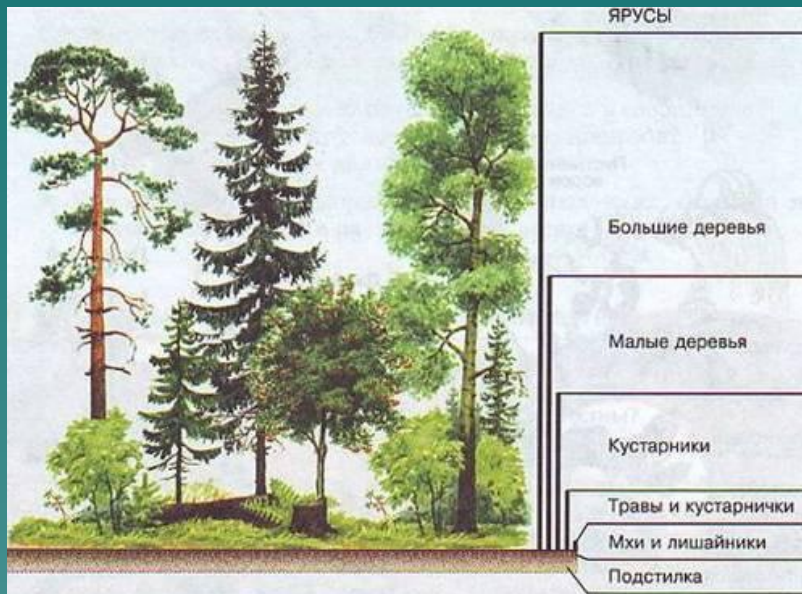 ЯРУСЫ
Большие деревья
Малые деревья
Кустарники
Травы и кустарнички
Мхи и лишайники
Подстилка